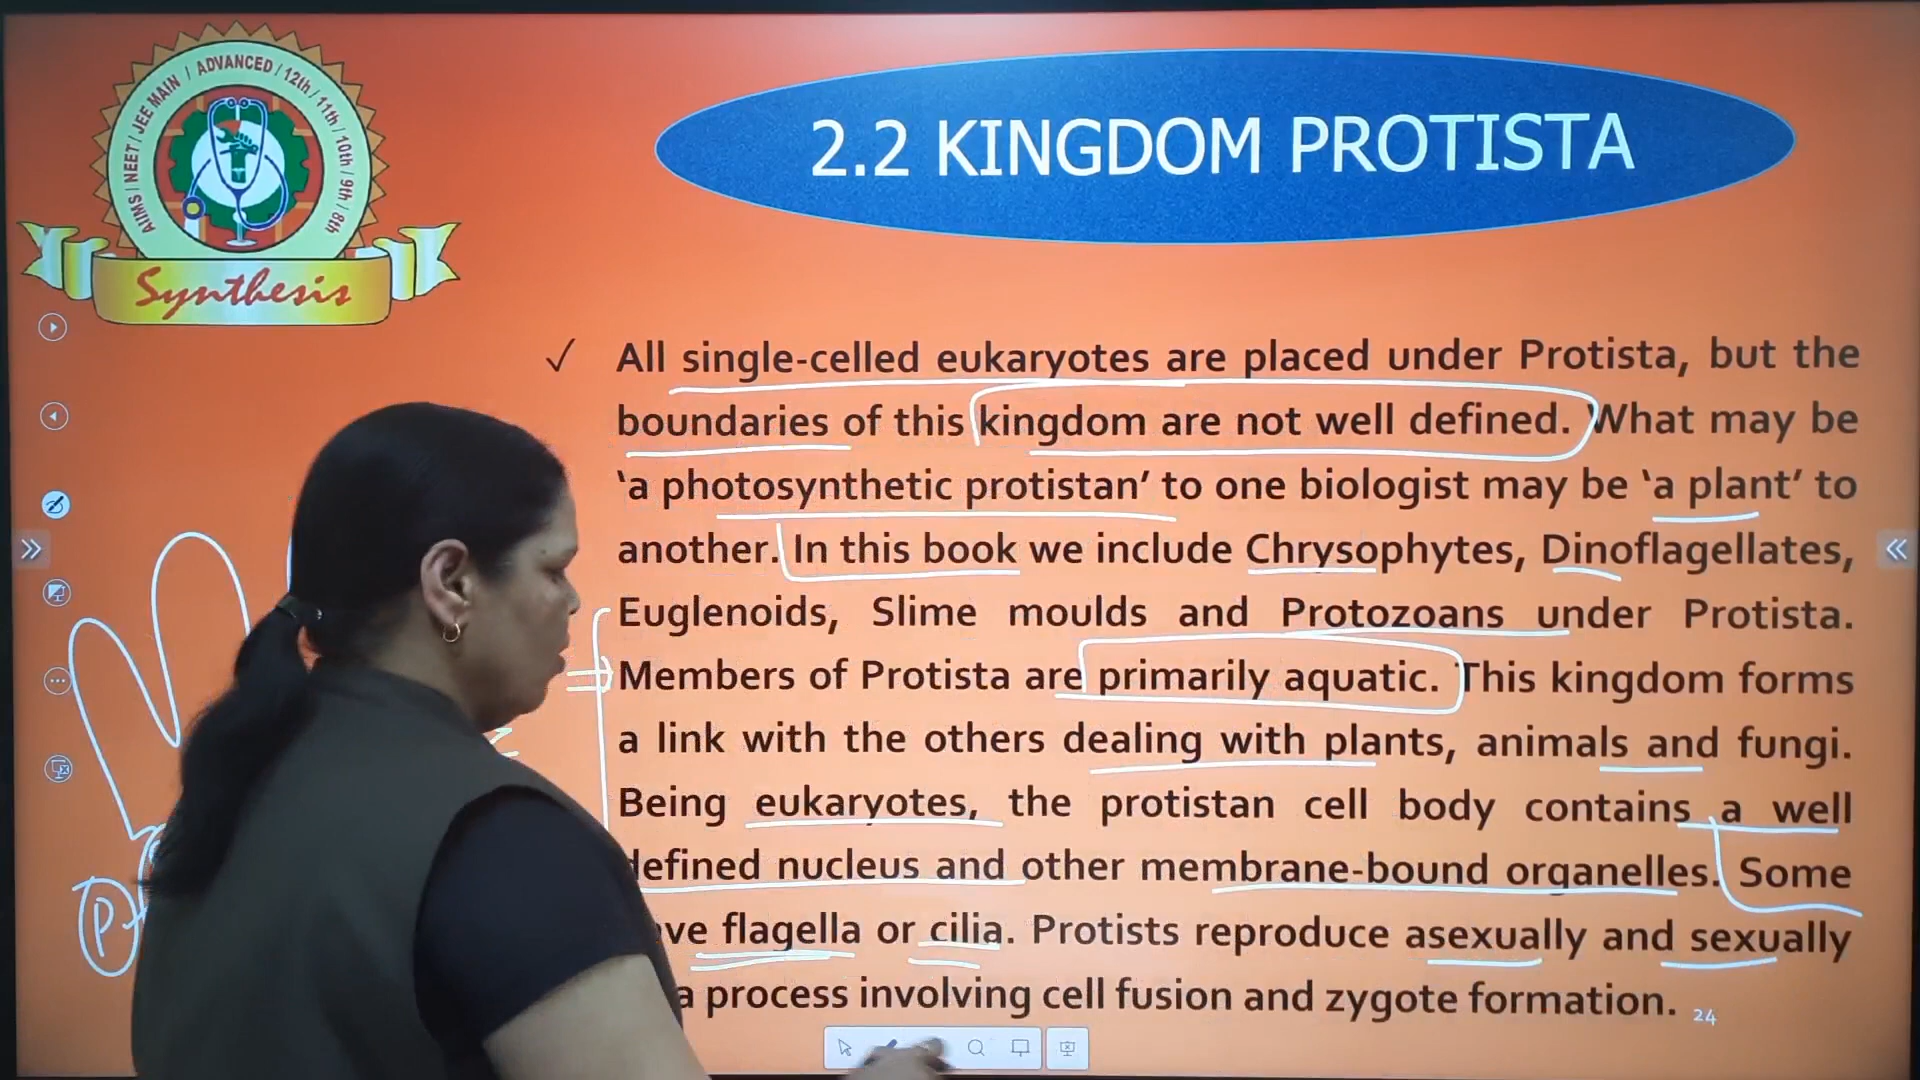 AIIMS / NEET / JEE MAIN / ADVANCED / 12th / 11th / 10th / 9th / 8th
Synthesis
2.2 KINGDOM PROTISTA
✓ All single-celled eukaryotes are placed under Protista, but the
boundaries of this kingdom are not well defined. What may be
‘a photosynthetic protistan’ to one biologist may be ‘a plant’ to
another. In this book we include Chrysophytes, Dinoflagellates,
Euglenoids, Slime moulds and Protozoans under Protista.
Members of Protista are primarily aquatic. This kingdom forms
a link with the others dealing with plants, animals and fungi.
Being eukaryotes, the protistan cell body contains a well
defined nucleus and other membrane-bound organelles. Some
flagella or cilia. Protists reproduce asexually and sexually
a process involving cell fusion and zygote formation.
24
P